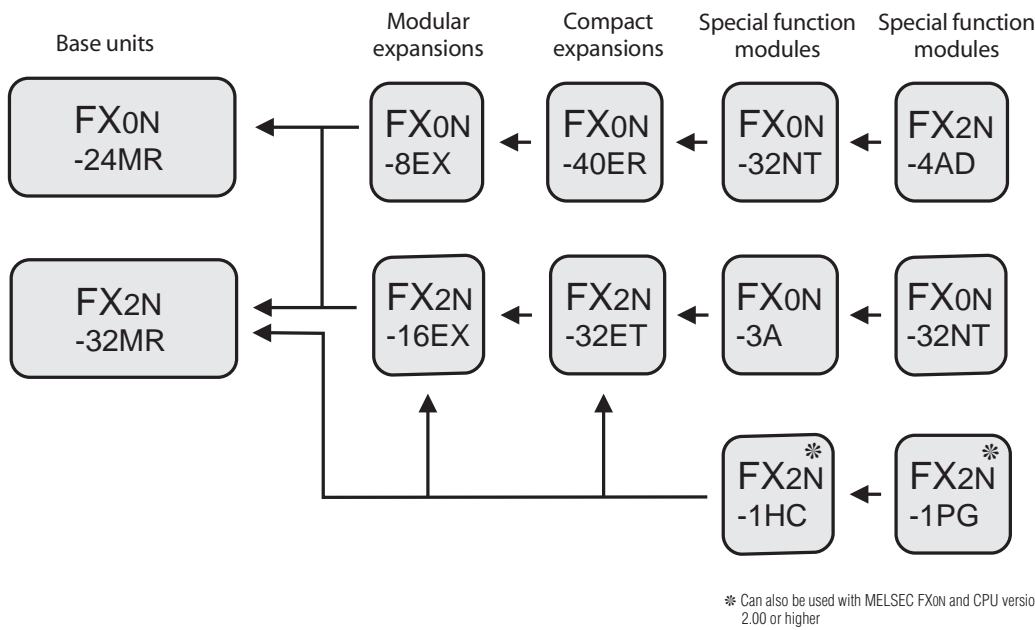 Base units
Modular
expansions
Compact
expansions
Special function
modules
Special function
modules
FX0N
-24MR
FX0N
-8EX
FX0N
-40ER
FX0N
-32NT
FX2N
-4AD
FX2N
-32MR
FX2N
-16EX
FX2N
-32ET
FX0N
-3A
FX0N
-32NT
FX2N
-1HC
❋
FX2N
-1PG
❋
❋ Can also be used with MELSEC FX0N and CPU versio
2.00 or higher